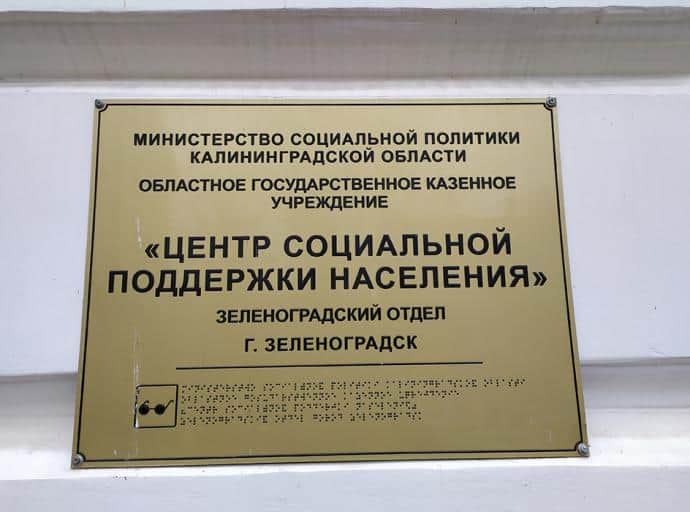 МИНИСТЕРСТВО СОЦИАЛЬНОЙ ПОЛИТИКИ
КАЛИНИНГРАДСКОЙ ОБЛАСТИ
ОБЛАСТНОЕ ГОСУДАРСТВЕННОЕ КАЗЕННОЕ
УЧРЕЖДЕНИЕ
«ЦЕНТР СОЦИАЛЬНОЙ
ПОДДЕРЖКИ НАСЕЛЕНИЯ»
ЗЕЛЕНОГРАДСКИЙ ОТДЕЛ
Г. ЗЕЛЕНОГРАДСК